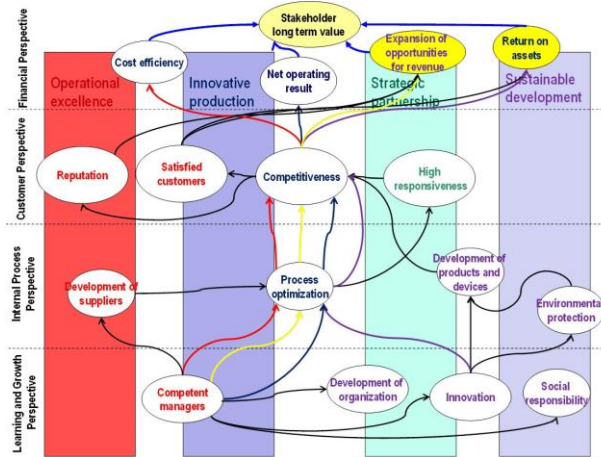 Stakeholder
long term value
Financial Perspective
Cost efficiency
Expansion of
opportunities
for revenue
Return on
assets
Net operating
result
Operational
excellence
Innovative
production
Strategic
partnership
Sustainable
development
Customer Perspective
Reputation
Satisfied
customers
Competitiveness
High
responsiveness
Internal Process
Perspective
Development of
suppliers
Process
optimization
Development of
products and
devices
Environmental
protection
Learning and Growth
Perspective
Competent
managers
Development of
organization
Innovation
Social
responsibility